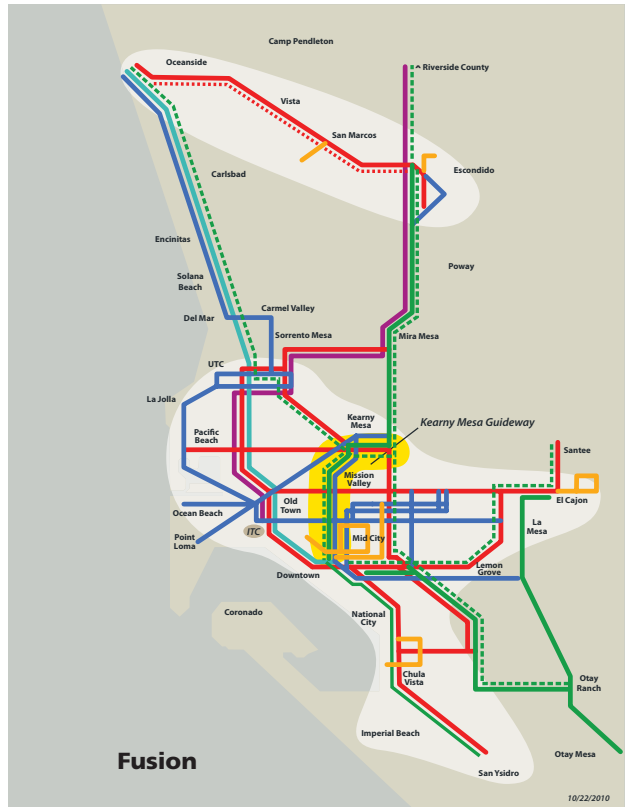 Camp Pendleton
Oceanside
^ Riverside County
Vista
San Marcos
Escondido
Carlsbad
Encinitas
Poway
Solana
Beach
Carmel Valley
Del Mar
Sorrento Mesa
Mira Mesa
UTC
La Jolla
Kearny
Mesa
Kearny Mesa Guideway
Pacific
Beach
Santee
Mission
Valley
El Cajon
Ocean Beach
Old
Town
La
Mesa
Point
Loma
ITC
Mid City
Lemon
Grove
Downtown
Coronado
National
City
Chula
Vista
Otay
Ranch
Imperial Beach
Otay Mesa
Fusion
San Ysidro
10/22/2010